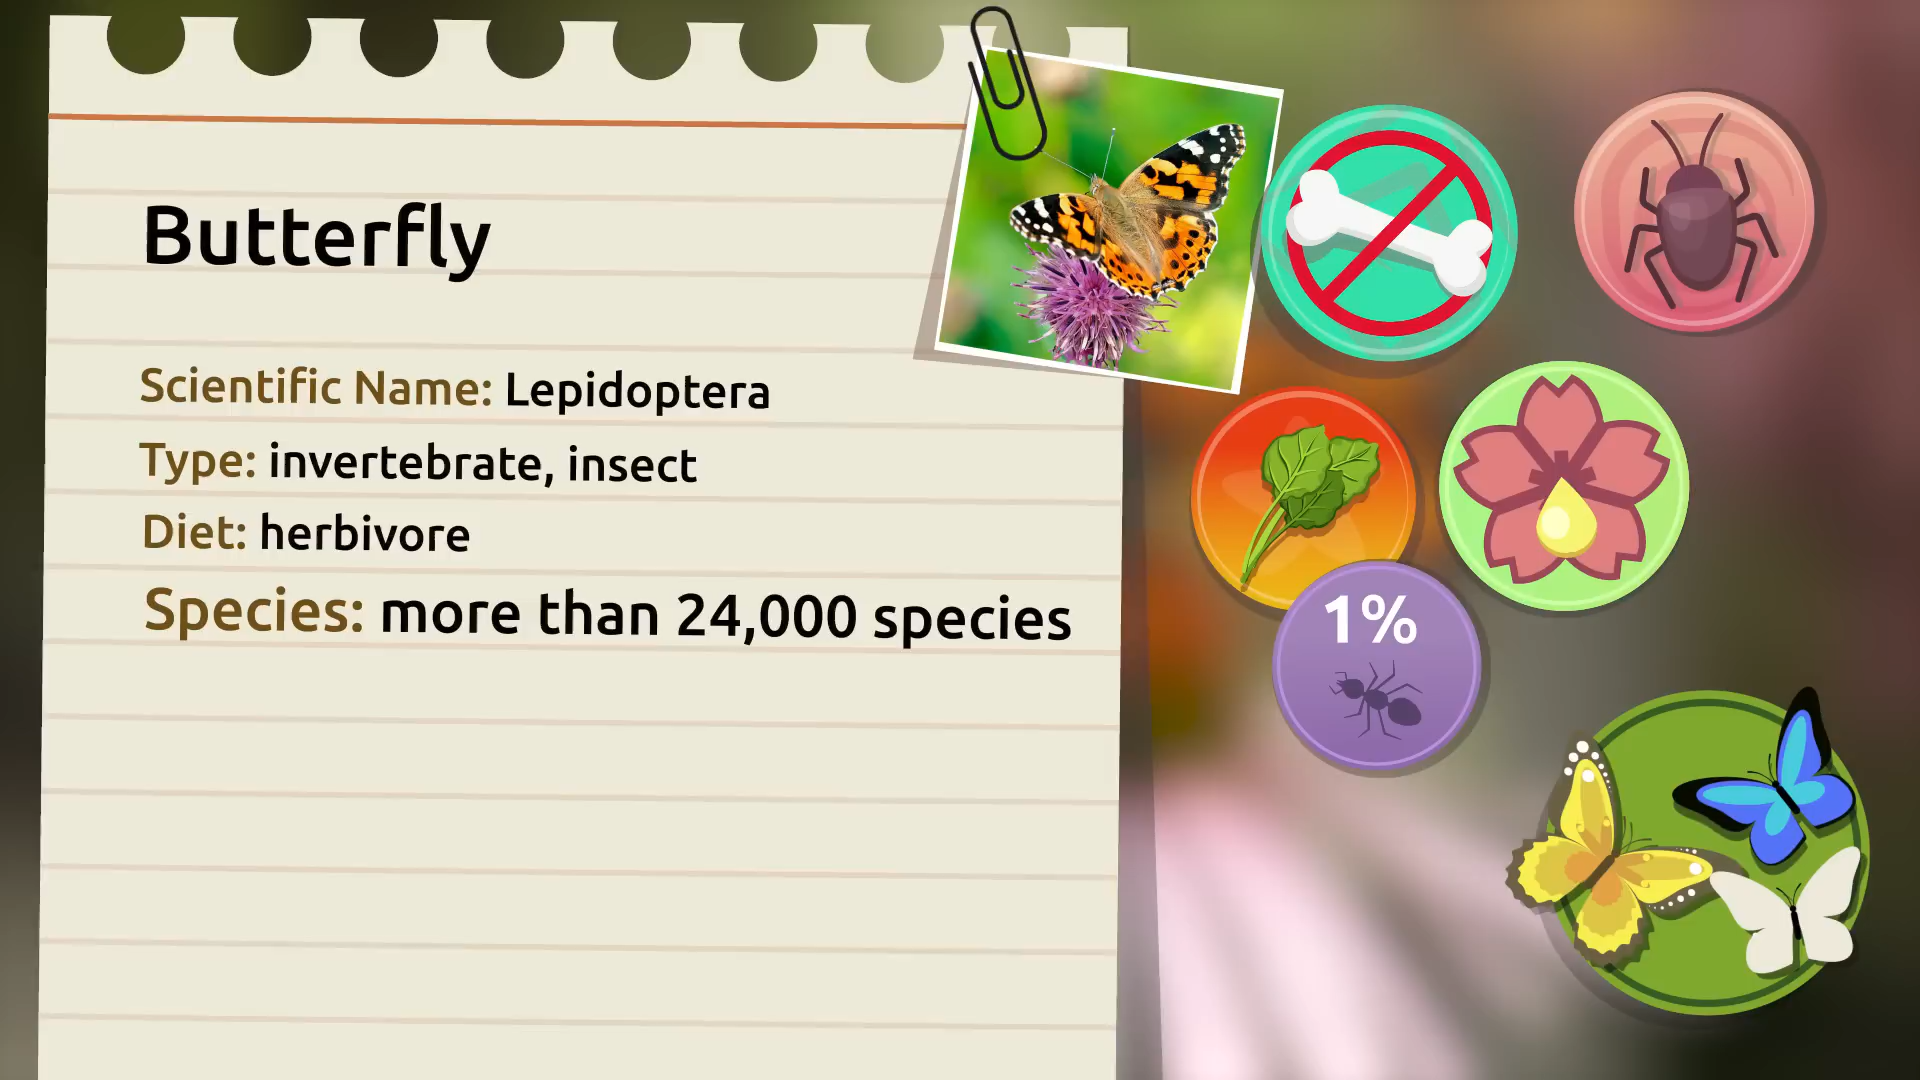 Butterfly
Scientific Name: Lepidoptera
Type: invertebrate, insect
Diet: herbivore
Species: more than 24,000 species
1%